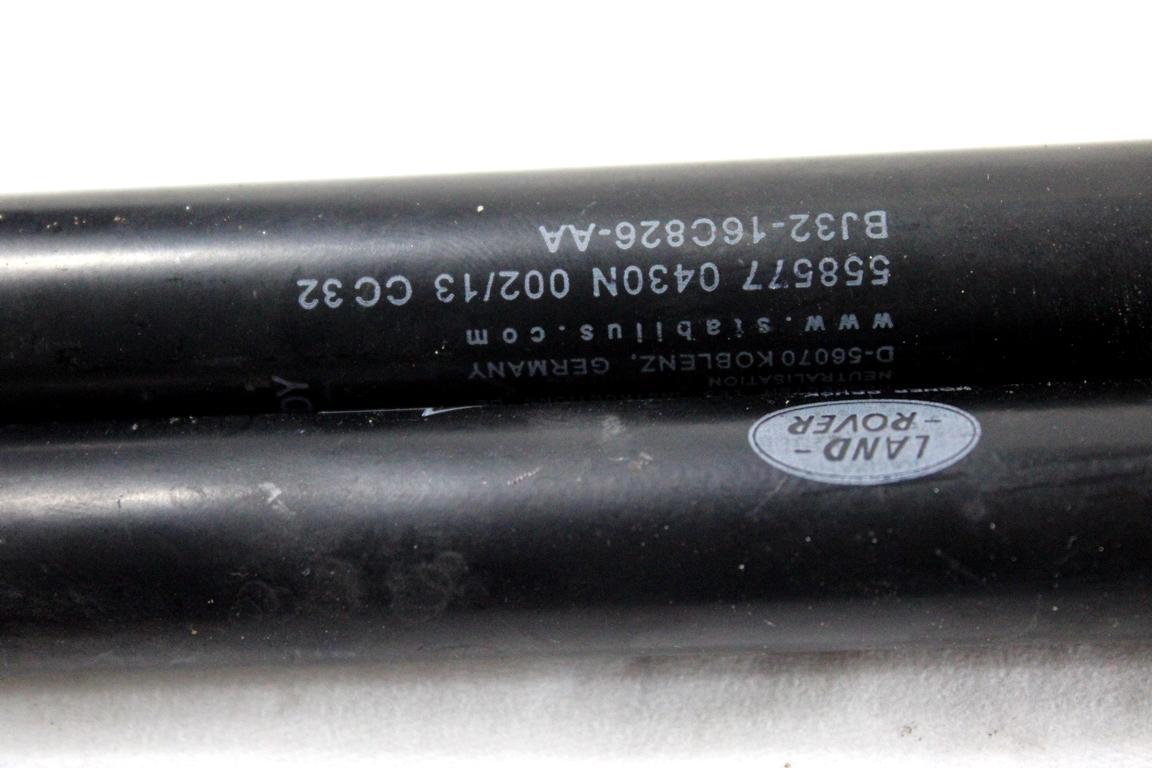 LAND -
- ROVER
NEUTRALISATION
D-56070 KOBLENZ, GERMANY
www.stabilus.com
558577 0430N 002/13 CC32
BJ32-16C826-AA